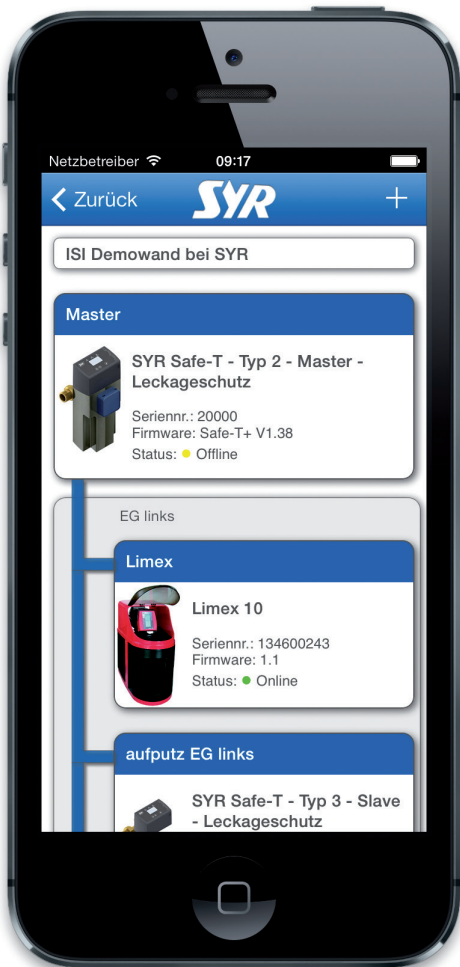 Netzbetreiber 09:17
Zurück SYR +
ISI Demowand bei SYR
Master
SYR Safe-T - Typ 2 - Master -
Leckageschutz
Seriennr.: 20000
Firmware: Safe-T+ V1.38
Status: Offline
EG links
Limex
Limex 10
Seriennr.: 134600243
Firmware: 1.1
Status: Online
aufputz EG links
SYR Safe-T - Typ 3 - Slave
- Leckageschutz